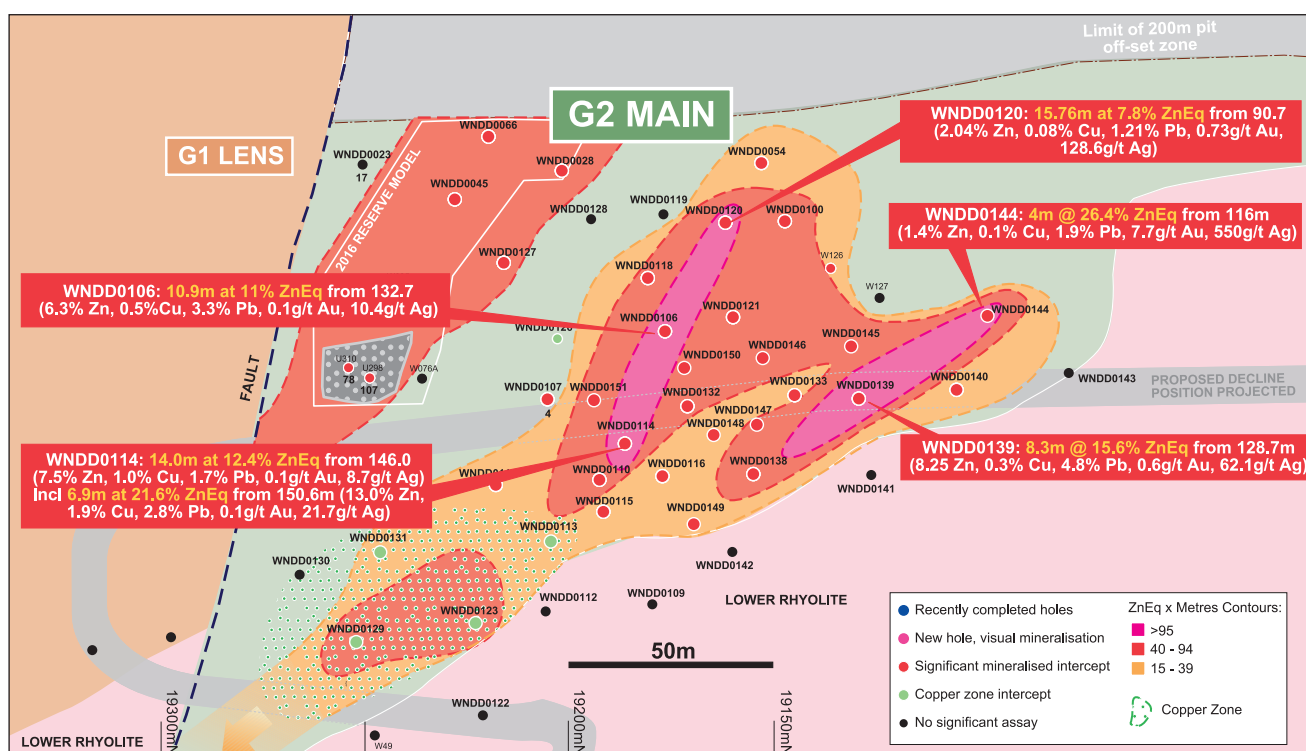 Limit of 200m pit
off-set zone
G2 MAIN
G1 LENS
WNDD0066
WNDD0023
17
WNDD0028
WNDD0045
2016 RESERVE MODEL
WNDD0127
WNDD0128
WNDD0119
WNDD0054
WNDD0120
WNDD0100
WNDD0120: 15.76m at 7.8% ZnEq from 90.7
(2.04% Zn, 0.08% Cu, 1.21% Pb, 0.73g/t Au,
128.6g/t Ag)
WNDD0144: 4m @ 26.4% ZnEq from 116m
(1.4% Zn, 0.1% Cu, 1.9% Pb, 7.7g/t Au, 550g/t Ag)
WNDD0118
W126
W127
WNDD0106: 10.9m at 11% ZnEq from 132.7
(6.3% Zn, 0.5%Cu, 3.3% Pb, 0.1g/t Au, 10.4g/t Ag)
WNDD0106
WNDD0121
WNDD0144
WNDD0145
WNDD0146
WNDD0150
U310
78
U298
107
W076A
FAULT
WNDD0107
4
WNDD0151
WNDD0132
WNDD0133
WNDD0139
WNDD0140
WNDD0143
PROPOSED DECLINE
POSITION PROJECTED
WNDD0147
WNDD0148
WNDD0114
WNDD0114: 14.0m at 12.4% ZnEq from 146.0
(7.5% Zn, 1.0% Cu, 1.7% Pb, 0.1g/t Au, 8.7g/t Ag)
Incl 6.9m at 21.6% ZnEq from 150.6m (13.0% Zn,
1.9% Cu, 2.8% Pb, 0.1g/t Au, 21.7g/t Ag)
WNDD0139: 8.3m @ 15.6% ZnEq from 128.7m
(8.25 Zn, 0.3% Cu, 4.8% Pb, 0.6g/t Au, 62.1g/t Ag)
WNDD0110
WNDD0116
WNDD0138
WNDD0141
WNDD0115
WNDD0149
WNDD0113
WNDD0131
WNDD0130
WNDD0142
WNDD0123
WNDD0129
WNDD0112
WNDD0109
LOWER RHYOLITE
50m
WNDD0122
W49
19300mN
19200mN
19150mN
LOWER RHYOLITE
Recently completed holes
New hole, visual mineralisation
Significant mineralised intercept
Copper zone intercept
No significant assay
ZnEq x Metres Contours:
>95
40 - 94
15 - 39
Copper Zone